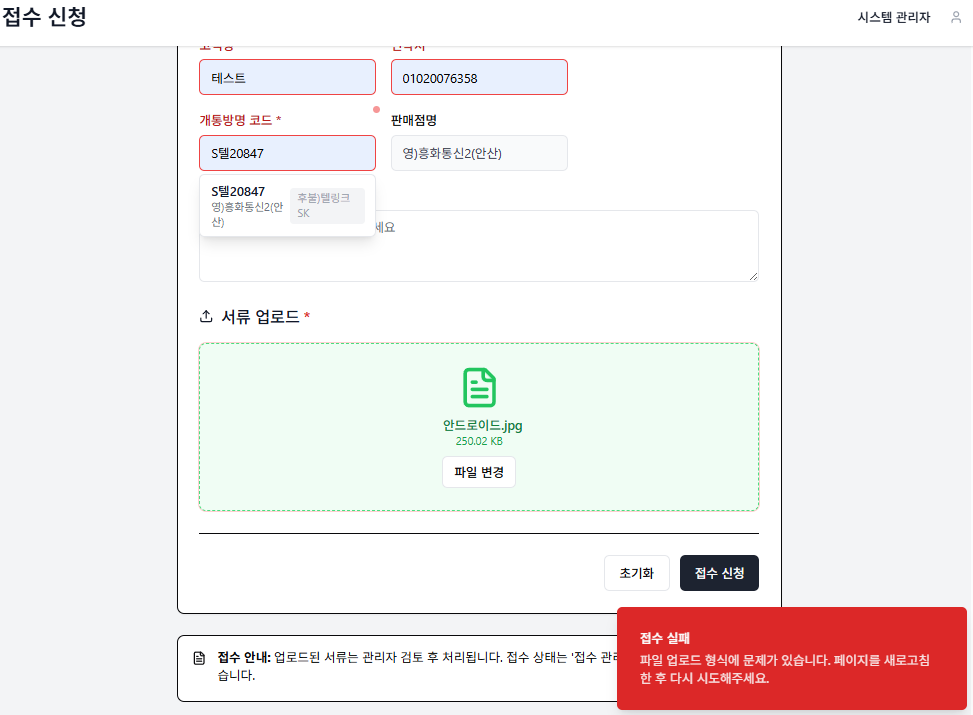 접수 신청
시스템 관리자
고객명
연락처
테스트
01020076358
개통방명 코드 *
판매점명
S텔20847
영)흥화통신2(안산)
S텔20847
영)흥화통신2(안
산)
후불)텔링크
SK
세요
서류 업로드 *
안드로이드.jpg
250.02 KB
파일 변경
초기화
접수 신청
접수 안내: 업로드된 서류는 관리자 검토 후 처리됩니다. 접수 상태는 '접수 관리
습니다.
접수 실패
파일 업로드 형식에 문제가 있습니다. 페이지를 새로고침
한 후 다시 시도해주세요.